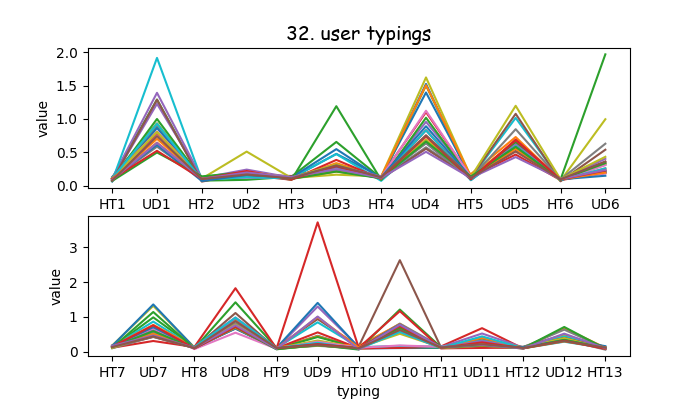 32. user typings
value
2.0
1.5
1.0
0.5
0.0
HT1 UD1 HT2 UD2 HT3 UD3 HT4 UD4 HT5 UD5 HT6 UD6
value
3
2
1
0
HT7 UD7 HT8 UD8 HT9 UD9 HT10 UD10 HT11 UD11 HT12 UD12 HT13
typing